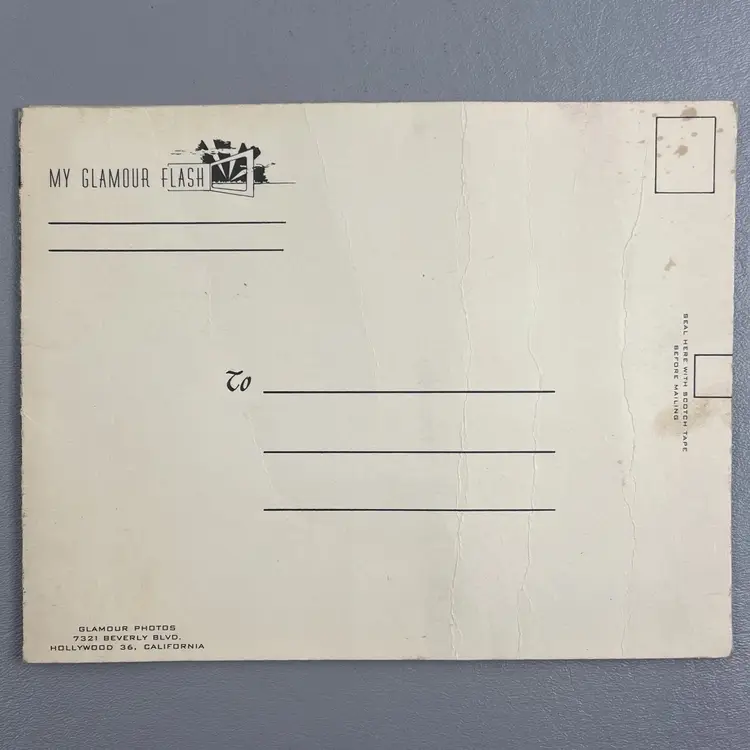 MY GLAMOUR FLASH
To
SEAL HERE WITH SCOTCH TAPE
BEFORE MAILING
GLAMOUR PHOTOS
7321 BEVERLY BLVD.
HOLLYWOOD 36, CALIFORNIA